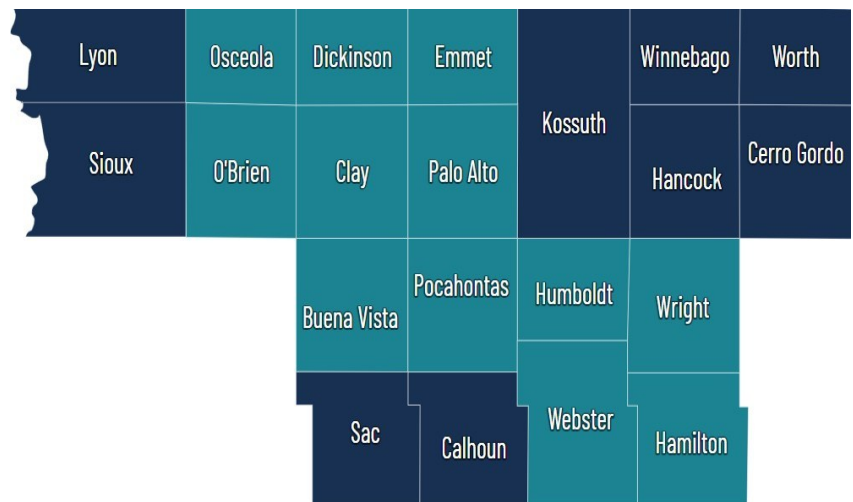 Lyon
Osceola
Dickinson
Emmet
Kossuth
Winnebago
Worth
Sioux
O'Brien
Clay
Palo Alto
Hancock
Cerro Gordo
Buena Vista
Pocahontas
Humboldt
Wright
Sac
Calhoun
Webster
Hamilton